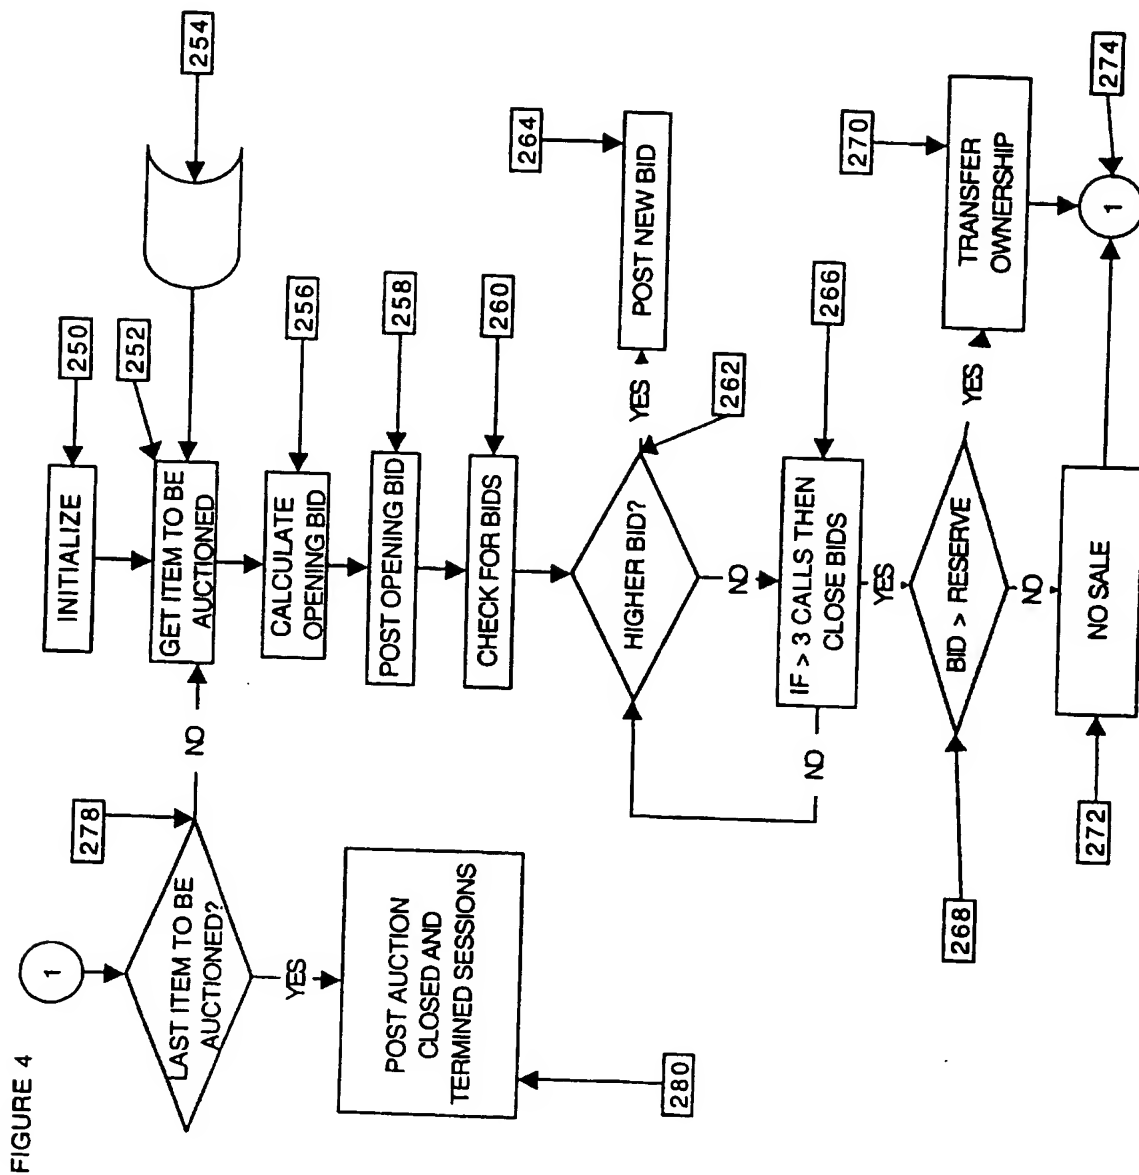 FIGURE 4
1
LAST ITEM TO BE
AUCTIONED?
278
NO
YES
POST AUCTION
CLOSED AND
TERMINED SESSIONS
280
INITIALIZE
250
252
GET ITEM TO BE
AUCTIONED
254
CALCULATE
OPENING BID
256
POST OPENING BID
258
CHECK FOR BIDS
260
HIGHER BID?
262
YES
POST NEW BID
264
NO
IF > 3 CALLS THEN
CLOSE BIDS
266
NO
YES
BID > RESERVE
268
YES
TRANSFER
OWNERSHIP
270
NO
NO SALE
272
1
274